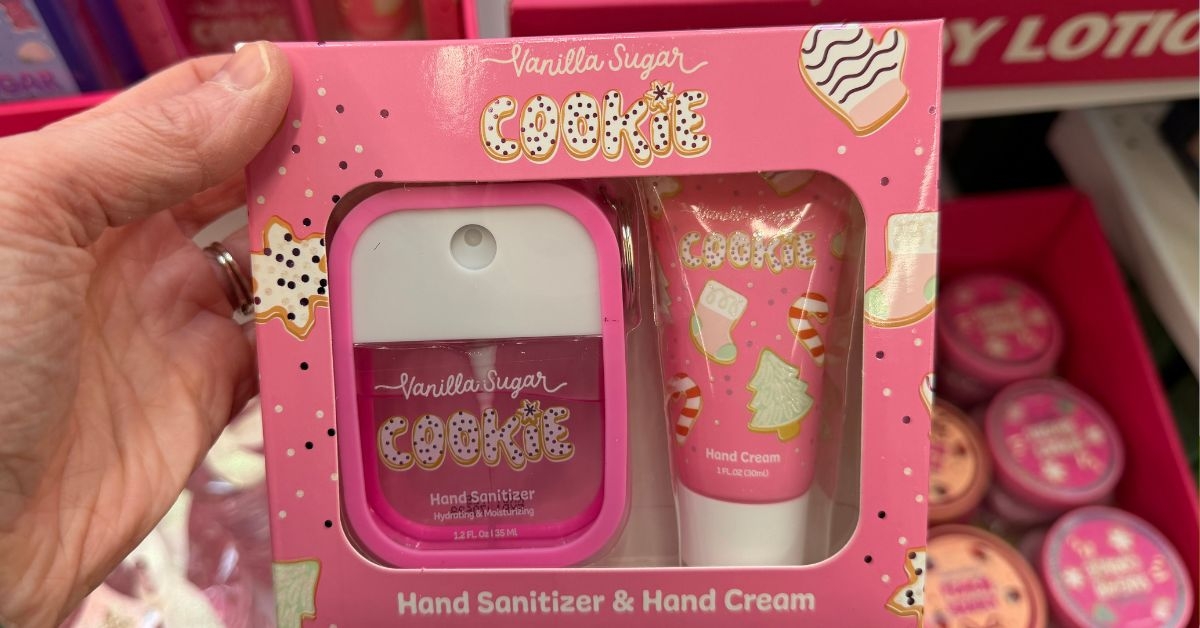 Vanilla Sugar
COOKiE
Y LOTIO
Vanilla Sugar
COOKiE
Hand Sanitizer
Hydrating & Moisturizing
1.2 FL. Oz | 35 Ml
Vanilla Sugar
COOKiE
Hand Cream
1 FL. OZ (30ml)
Hand Sanitizer & Hand Cream